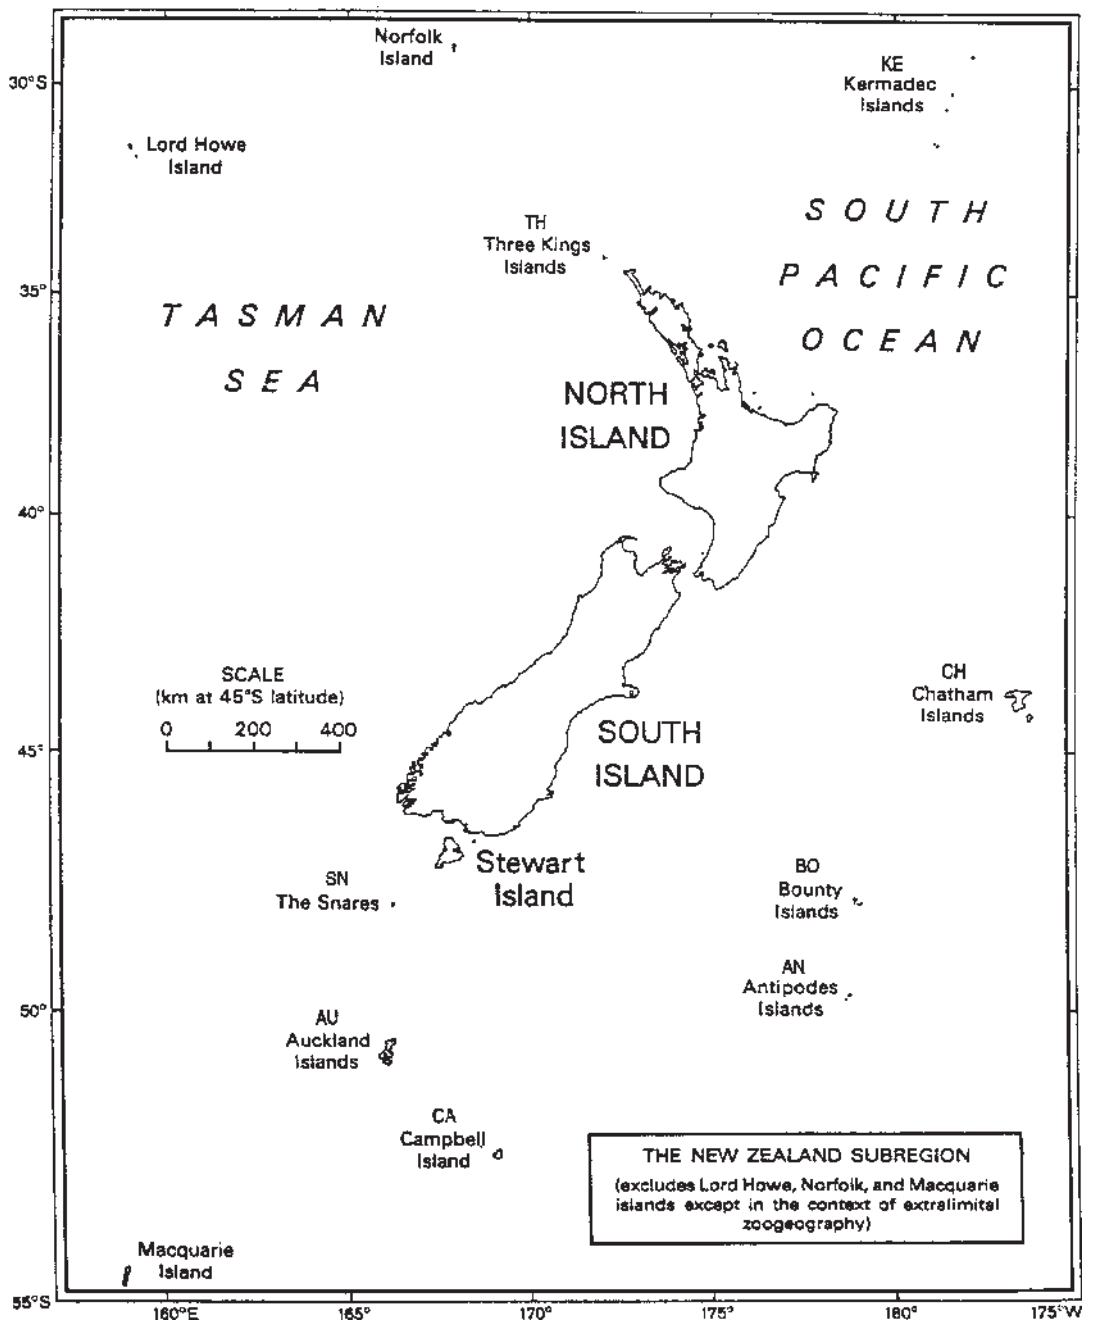 Norfolk
Island
KE
Kermadec
Islands
30°S
Lord Howe
Island
SOUTH
PACIFIC
OCEAN
TH
Three Kings
Islands
35°
TASMAN
SEA
NORTH
ISLAND
40°
SCALE
(km at 45°S latitude)
0 200 400
CH
Chatham
Islands
45°
SOUTH
ISLAND
Stewart
Island
SN
The Snares
BO
Bounty
Islands
AN
Antipodes
Islands
50°
AU
Auckland
Islands
CA
Campbell
Island
THE NEW ZEALAND SUBREGION
(excludes Lord Howe, Norfolk, and Macquarie
islands except in the context of extralimital
zoogeography)
Macquarie
Island
55°S
160°E 165° 170° 175° 180° 175°W